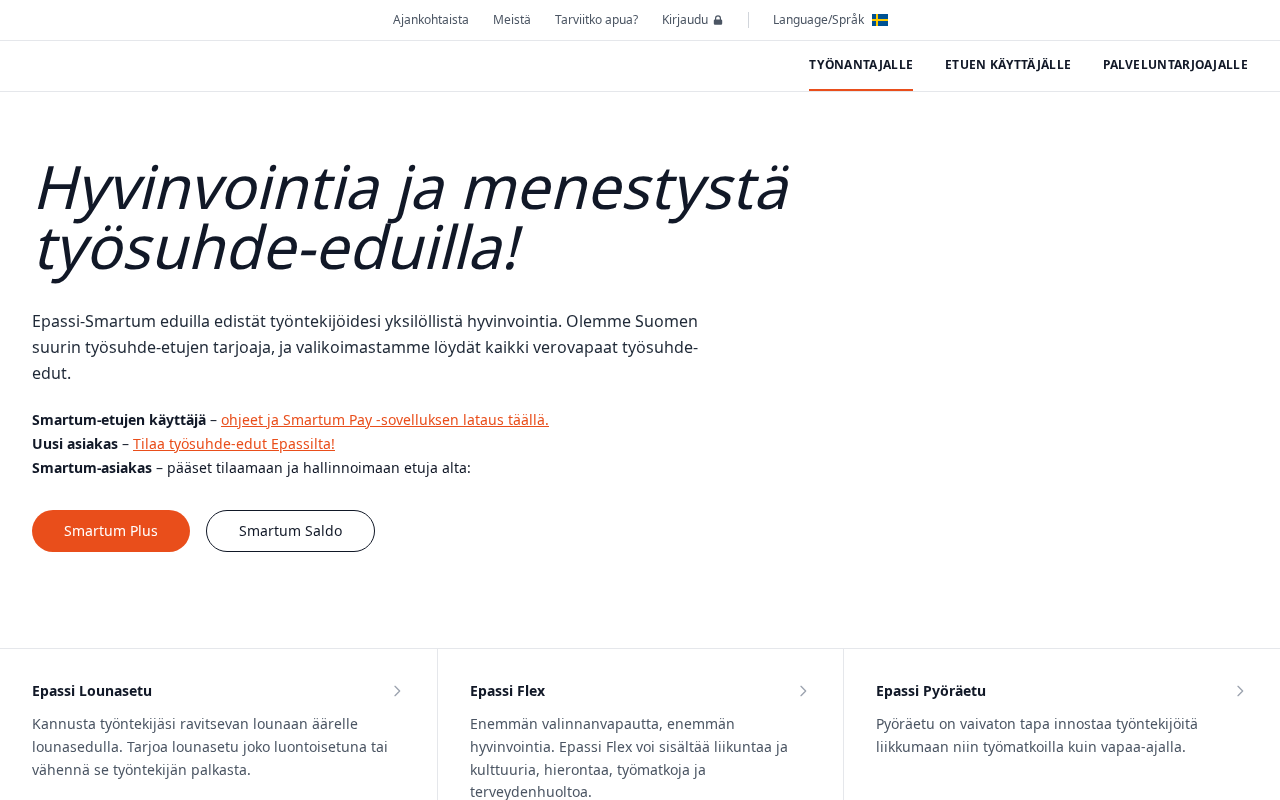 Ajankohtaista Meistä Tarviitko apua? Kirjaudu Language/Språk
TYÖNANTAJALLE ETUEN KÄYTTÄJÄLLE PALVELUNTARJOAJALLE
Hyvinvointia ja menestystä
työsuhde-eduilla!
Epassi-Smartum eduilla edistät työntekijöidesi yksilöllistä hyvinvointia. Olemme Suomen
suurin työsuhde-etujen tarjoaja, ja valikoimastamme löydät kaikki verovapaat työsuhde-
edut.
Smartum-etujen käyttäjä – ohjeet ja Smartum Pay -sovelluksen lataus täällä.
Uusi asiakas – Tilaa työsuhde-edut Epassilta!
Smartum-asiakas – pääset tilaamaan ja hallinnoimaan etuja alta:
Smartum Plus Smartum Saldo
Epassi Lounasetu
Kannusta työntekijäsi ravitsevan lounaan äärelle
lounasedulla. Tarjoa lounasetu joko luontoisetuna tai
vähennä se työntekijän palkasta.
Epassi Flex
Enemmän valinnanvapautta, enemmän
hyvinvointia. Epassi Flex voi sisältää liikuntaa ja
kulttuuria, hierontaa, työmatkoja ja
terveydenhuoltoa.
Epassi Pyöräetu
Pyöräetu on vaivaton tapa innostaa työntekijöitä
liikkumaan niin työmatkoilla kuin vapaa-ajalla.